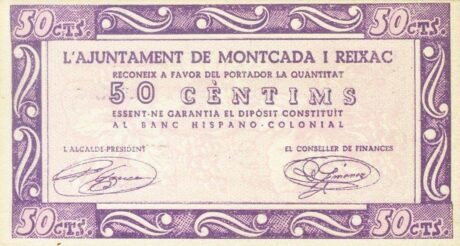 50 CTS. 50 CTS.
L'AJUNTAMENT DE MONTCADA I REIXAC
RECONEIX A FAVOR DEL PORTADOR LA QUANTITAT
50 CÈNTIMS
ESSENT-NE GARANTIA EL DIPÒSIT CONSTITUÏT
AL BANC HISPANO-COLONIAL
L'ALCALDE-PRESIDENT EL CONSELLER DE FINANCES
50 CTS. 50 CTS.